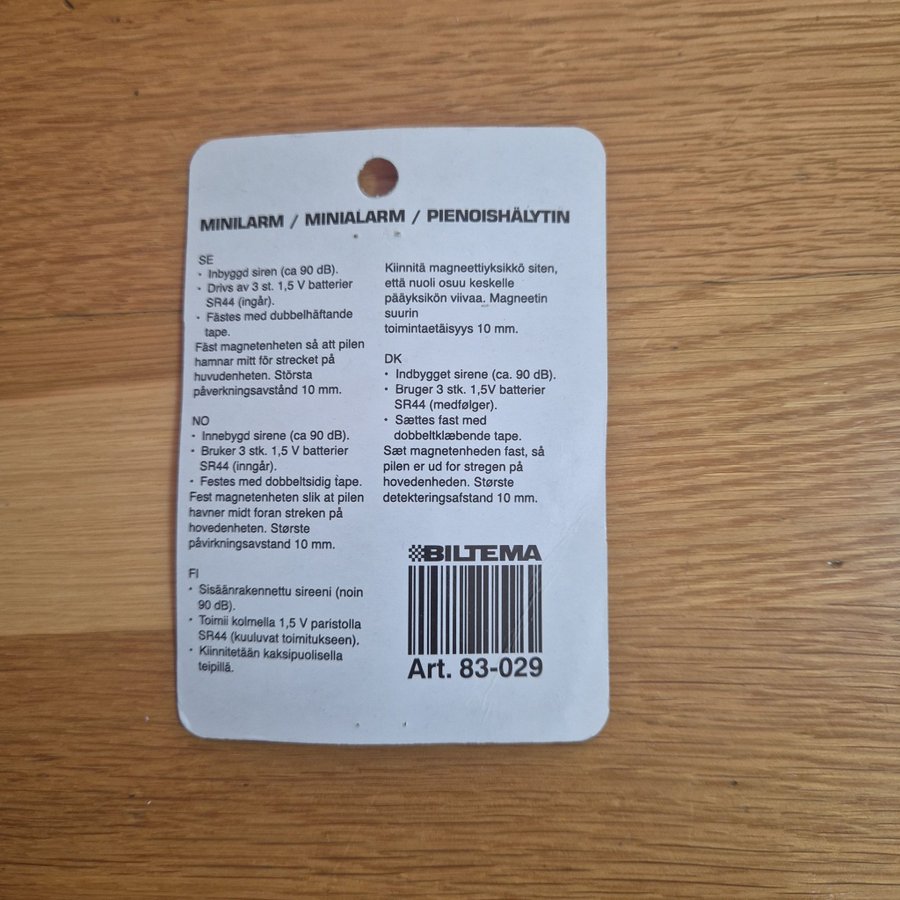 MINILARM / MINIALARM / PIENOISHÄLYTIN
SE
· Inbyggd siren (ca 90 dB).
· Drivs av 3 st. 1,5 V batterier
SR44 (ingår).
· Fästes med dubbelhäftande
tape.
Fäst magnetenheten så att pilen
hamnar mitt för strecket på
huvudenheten. Största
påverkningsavstånd 10 mm.
NO
· Innebygd sirene (ca 90 dB).
· Bruker 3 stk. 1,5 V batterier
SR44 (inngår).
· Festes med dobbeltsidig tape.
Fest magnetenheten slik at pilen
havner midt foran streken på
hovedenheten. Største
påvirkningsavstand 10 mm.
FI
· Sisäänrakennettu sireeni (noin
90 dB).
· Toimii kolmella 1,5 V paristolla
SR44 (kuuluvat toimitukseen).
· Kiinnitetään kaksipuolisella
teipillä.
Kiinnitä magneettiyksikkö siten,
että nuoli osuu keskelle
pääyksikön viivaa. Magneetin
suurin
toimintaetäisyys 10 mm.
DK
· Indbygget sirene (ca. 90 dB).
· Bruger 3 stk. 1,5V batterier
SR44 (medfølger).
· Sættes fast med
dobbeltklæbende tape.
Sæt magnetenheden fast, så
pilen er ud for stregen på
hovedenheden. Største
detekteringsafstand 10 mm.
BILTEMA
Art. 83-029